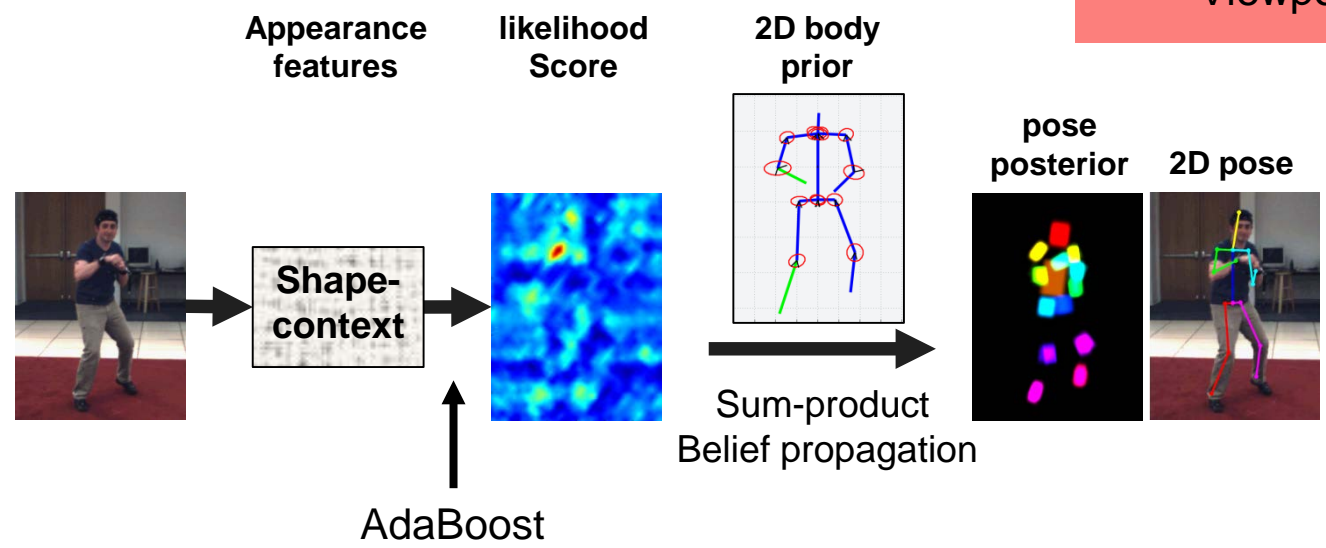 Appearance
features
likelihood
Score
2D body
prior
pose
posterior
2D pose
Shape-
context
Sum-product
Belief propagation
AdaBoost